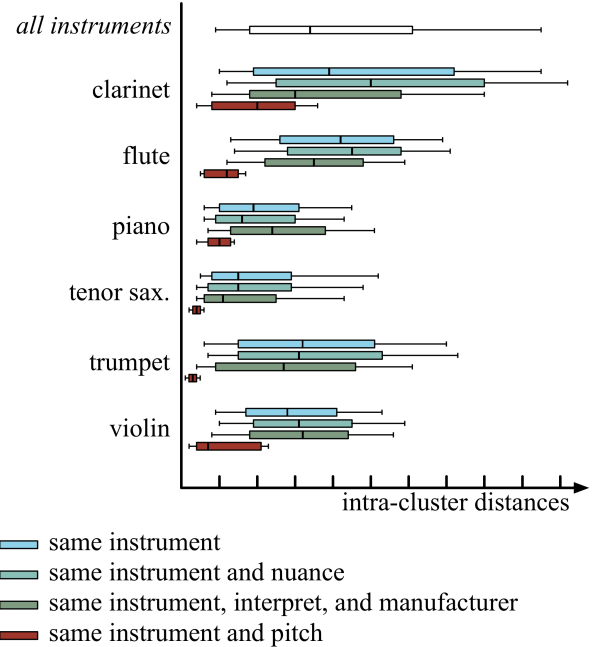 all instruments
clarinet
flute
piano
tenor sax.
trumpet
violin
intra-cluster distances
same instrument
same instrument and nuance
same instrument, interpret, and manufacturer
same instrument and pitch